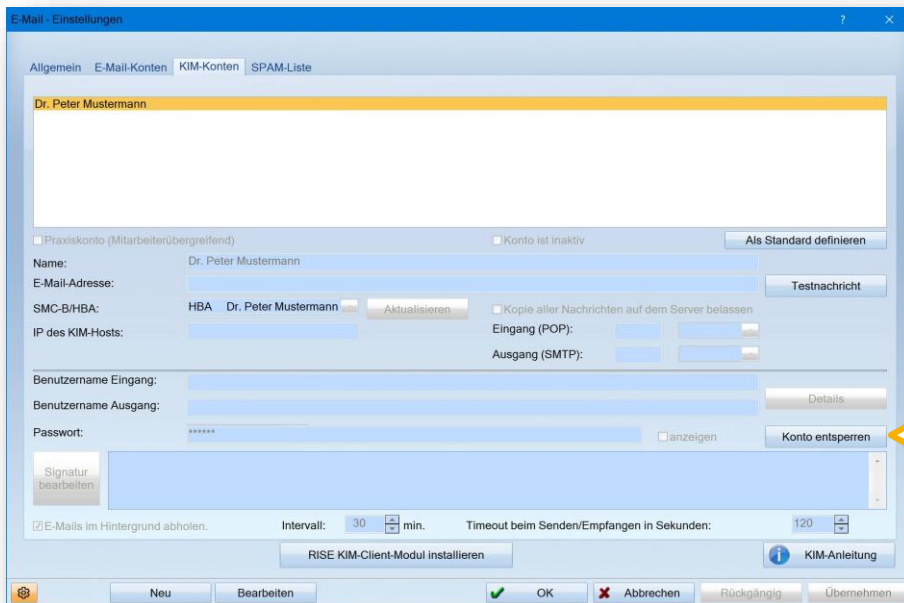 E-Mail - Einstellungen ? ×
Allgemein E-Mail-Konten KIM-Konten SPAM-Liste
Dr. Peter Mustermann
Praxiskonto (Mitarbeiterübergreifend) Konto ist inaktiv Als Standard definieren
Name: Dr. Peter Mustermann
E-Mail-Adresse: Testnachricht
SMC-B/HBA: HBA Dr. Peter Mustermann ... Aktualisieren Kopie aller Nachrichten auf dem Server belassen
IP des KIM-Hosts: Eingang (POP):
Ausgang (SMTP):
Benutzername Eingang:
Details
Benutzername Ausgang:
Passwort: ****** anzeigen Konto entsperren
Signatur
bearbeiten
E-Mails im Hintergrund abholen. Intervall: 30 min. Timeout beim Senden/Empfangen in Sekunden: 120
RISE KIM-Client-Modul installieren KIM-Anleitung
Neu Bearbeiten OK Abbrechen Rückgängig Übernehmen